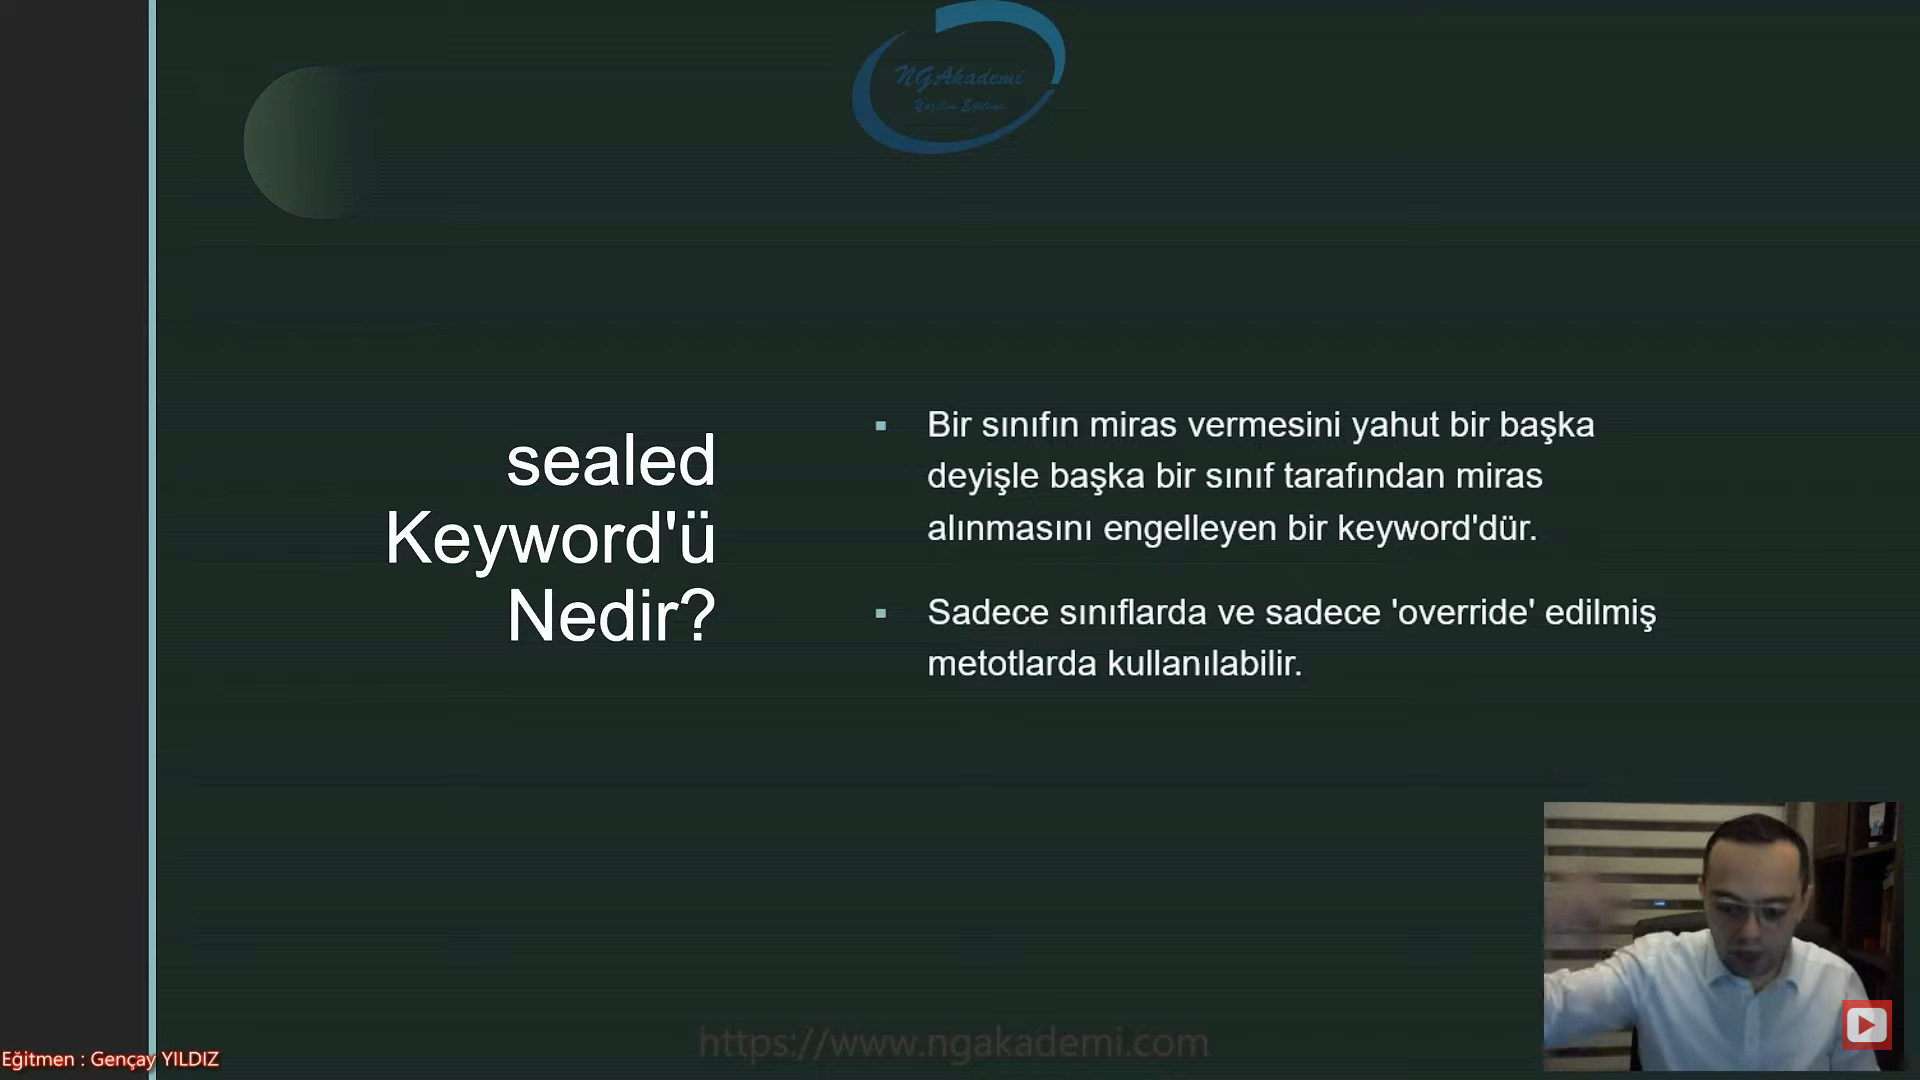 NGAkademi
Yazılım Eğitimi
sealed
Keyword'ü
Nedir?
Bir sınıfın miras vermesini yahut bir başka
deyişle başka bir sınıf tarafından miras
alınmasını engelleyen bir keyword'dür.
Sadece sınıflarda ve sadece 'override' edilmiş
metotlarda kullanılabilir.
https://www.ngakademi.com
Eğitmen : Gençay YILDIZ